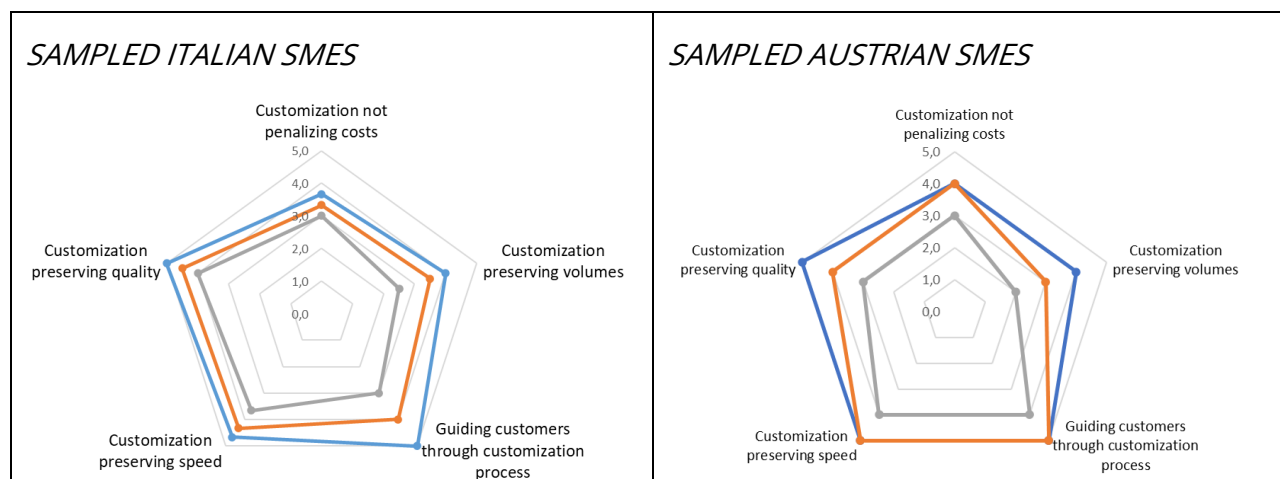 SAMPLED ITALIAN SMES
Customization not
penalizing costs
5,0
4,0
3,0
2,0
1,0
0,0
Customization
preserving quality
Customization
preserving volumes
Customization
preserving speed
Guiding customers
through customization
process
SAMPLED AUSTRIAN SMES
Customization not
penalizing costs
5,0
4,0
3,0
2,0
1,0
0,0
Customization
preserving quality
Customization
preserving volumes
Customization
preserving speed
Guiding customers
through customization
process